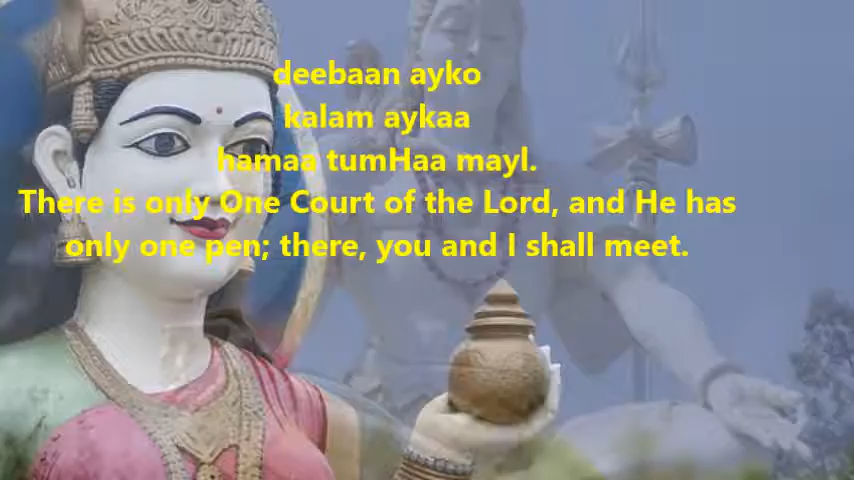 deebaan ayko
kalam aykaa
hamaa tumHaa mayl.
There is only One Court of the Lord, and He has
only one pen; there, you and I shall meet.